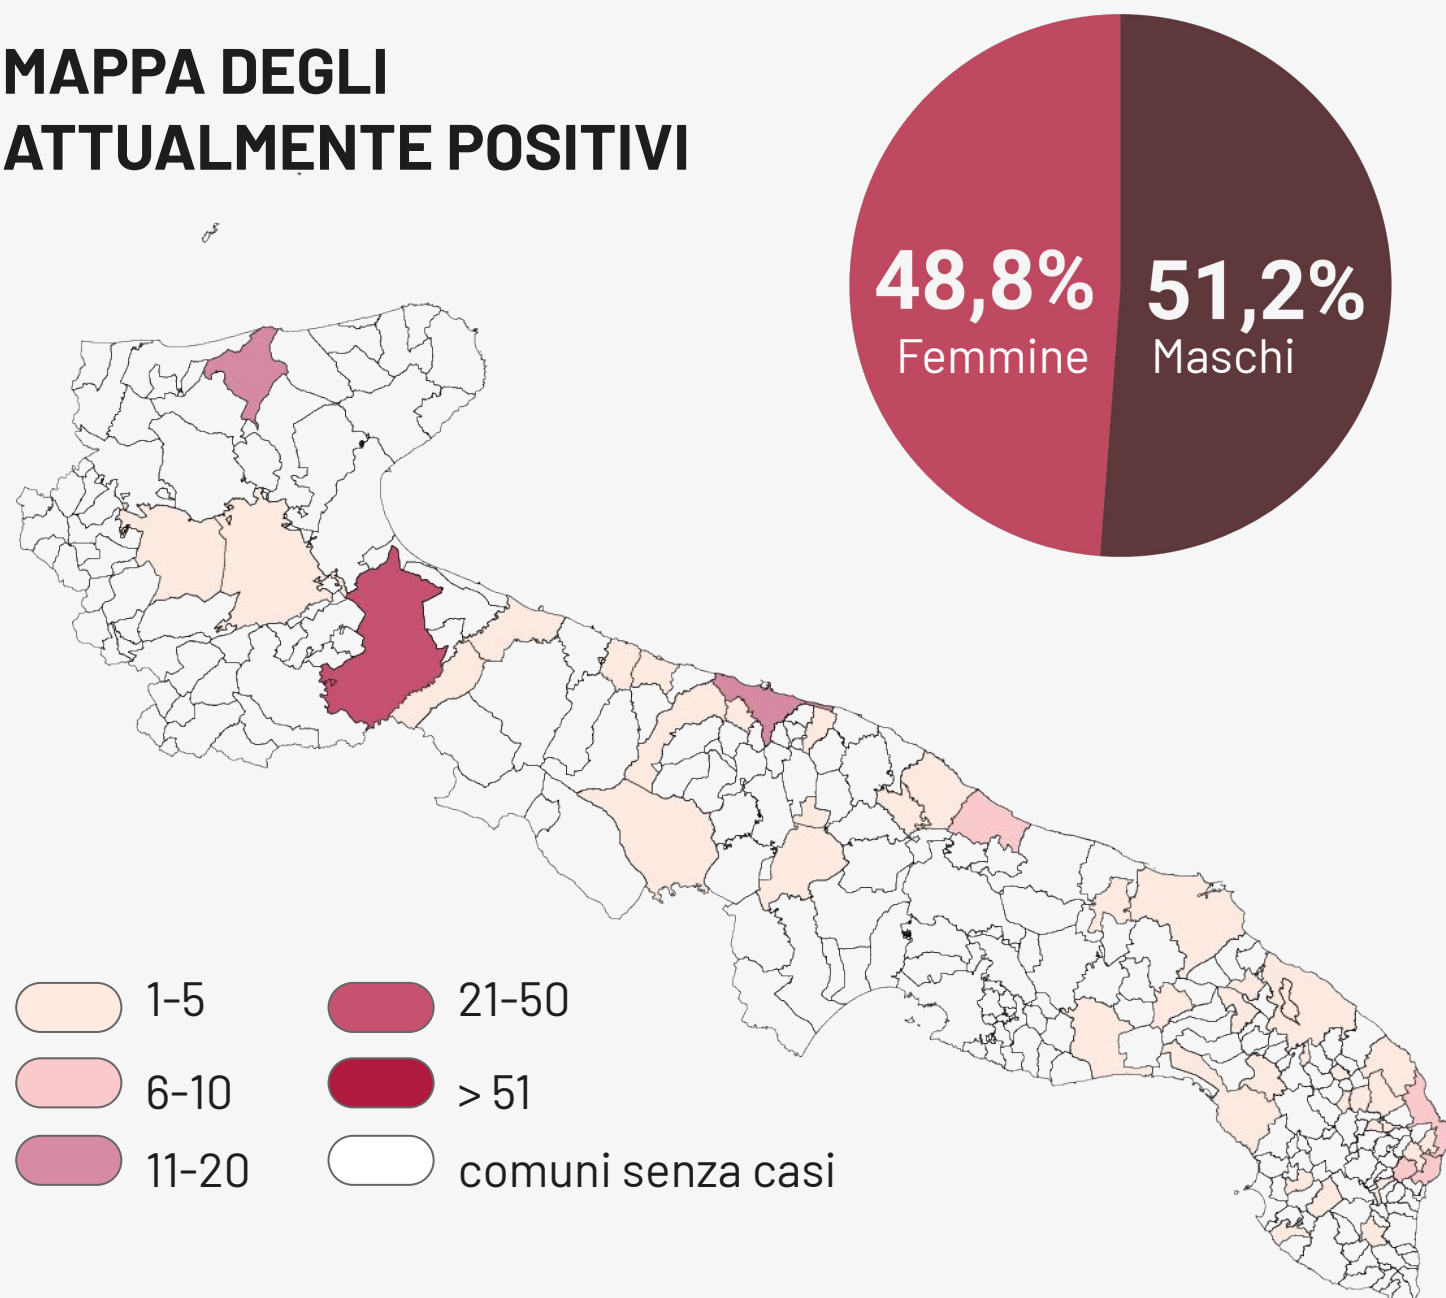 MAPPA DEGLI
ATTUALMENTE POSITIVI
48,8%
Femmine
51,2%
Maschi
1-5
6-10
11-20
21-50
> 51
comuni senza casi